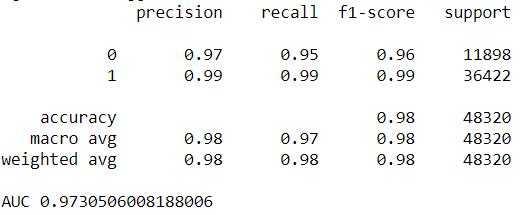 precision recall f1-score support
0 0.97 0.95 0.96 11898
1 0.99 0.99 0.99 36422
accuracy 0.98 48320
macro avg 0.98 0.97 0.98 48320
weighted avg 0.98 0.98 0.98 48320
AUC 0.9730506008188006